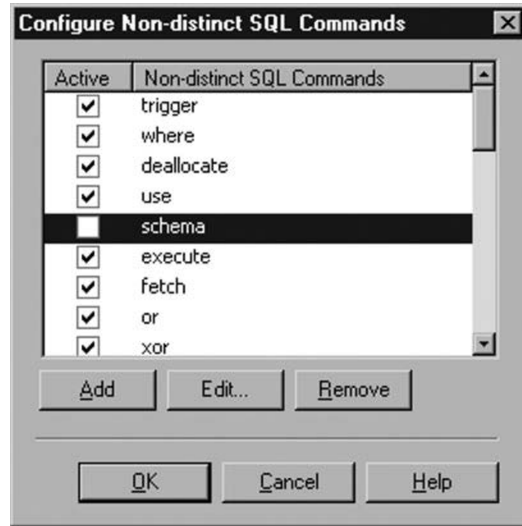 Configure Non-distinct SQL Commands
Active Non-distinct SQL Commands
trigger
where
deallocate
use
schema
execute
fetch
or
xor
Add Edit... Remove
OK Cancel Help